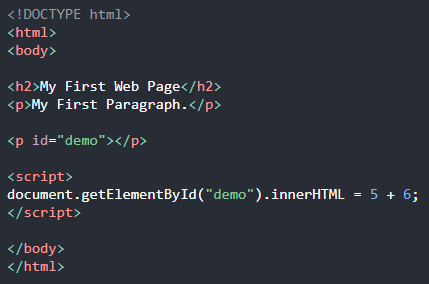 <!DOCTYPE html>
<html>
<body>
<h2>My First Web Page</h2>
<p>My First Paragraph.</p>
<p id="demo"></p>
<script>
document.getElementById("demo").innerHTML = 5 + 6;
</script>
</body>
</html>